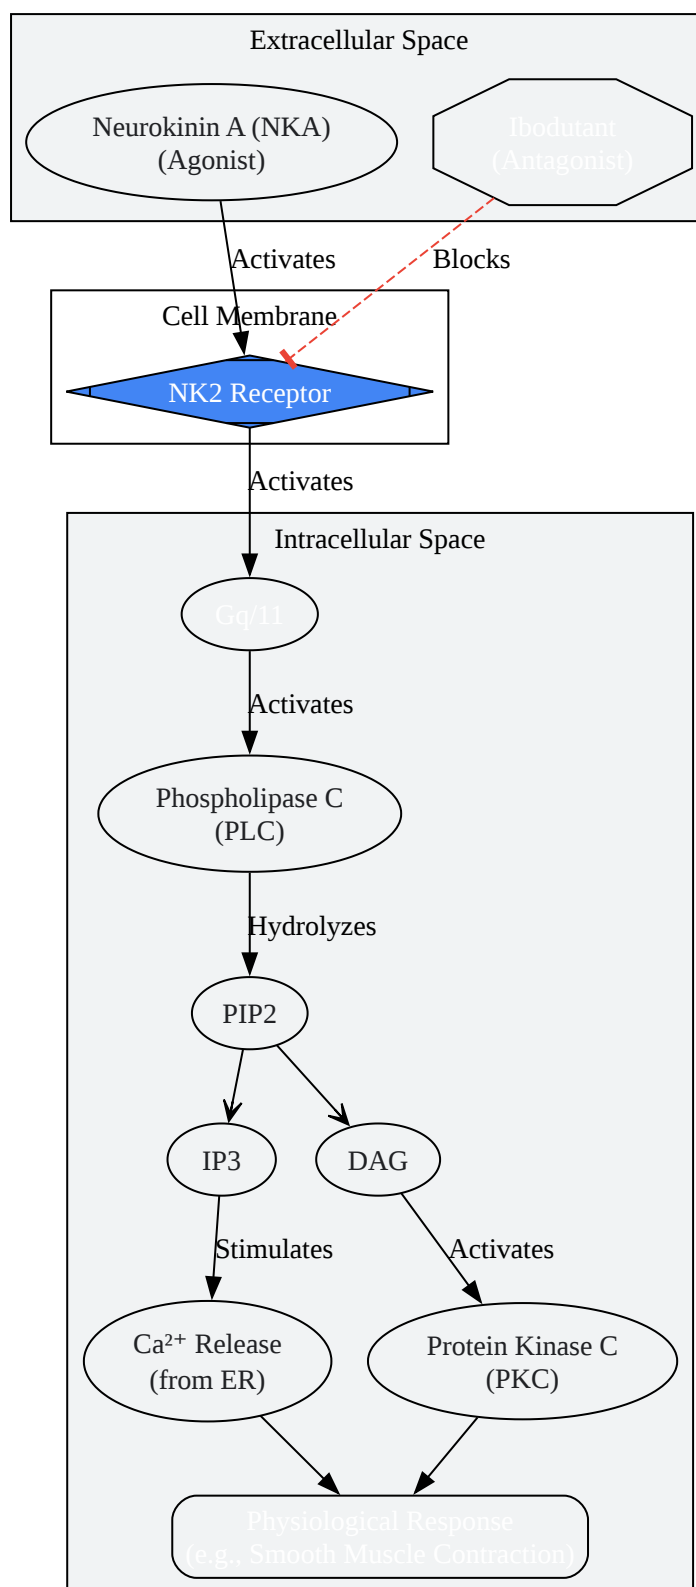 Extracellular Space
Neurokinin A (NKA)
(Agonist)
Ibodutant
(Antagonist)
Activates
Blocks
Cell Membrane
NK2 Receptor
Activates
Intracellular Space
Gq/11
Activates
Phospholipase C
(PLC)
Hydrolyzes
PIP2
IP3
DAG
Stimulates
Activates
Ca²⁺ Release
(from ER)
Protein Kinase C
(PKC)
Physiological Response
(e.g., Smooth Muscle Contraction)